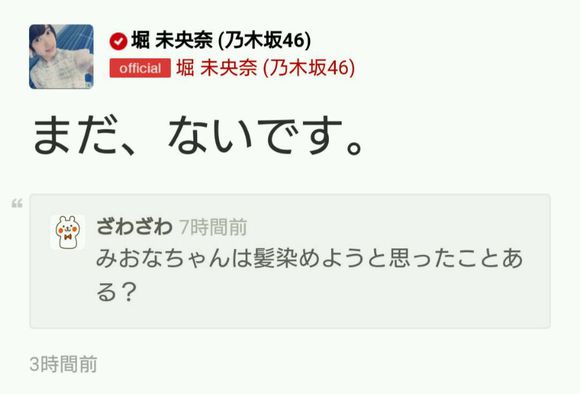 堀 未央奈 (乃木坂46)
official 堀 未央奈 (乃木坂46)
まだ、ないです。
“
ざわざわ 7時間前
みおなちゃんは髪染めようと思ったことあ
る？
3時間前